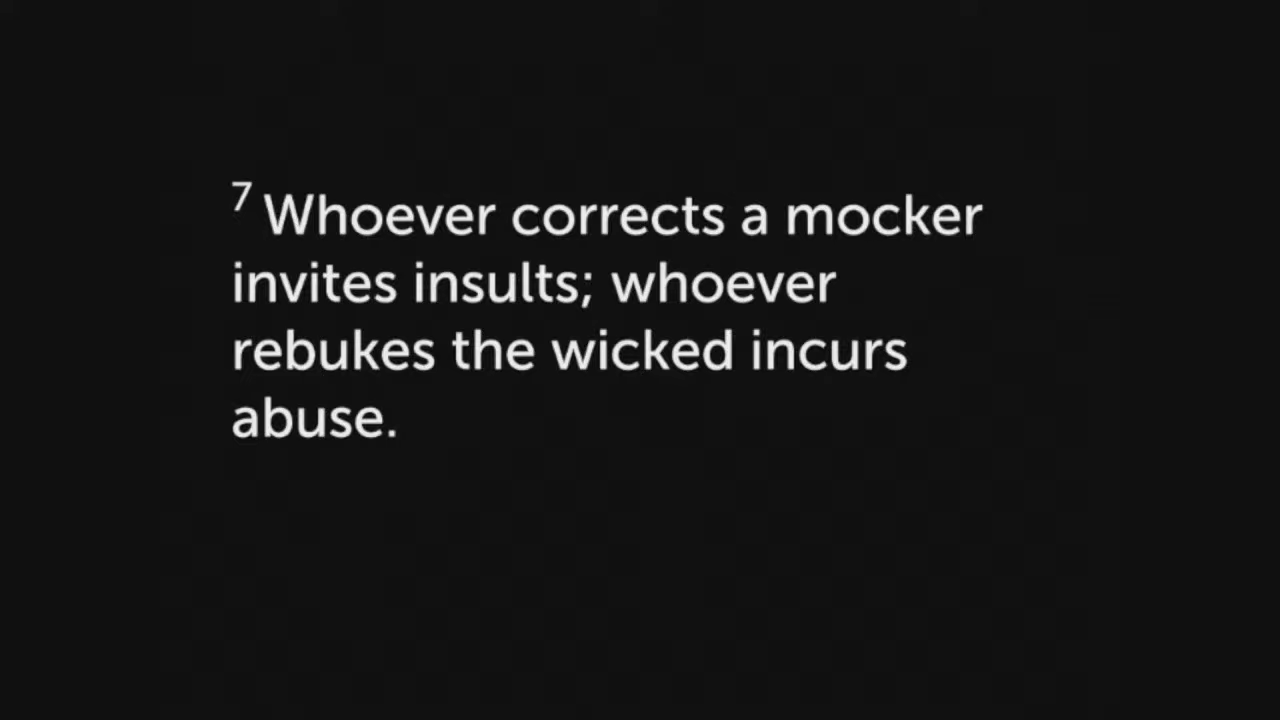 7 Whoever corrects a mocker
invites insults; whoever
rebukes the wicked incurs
abuse.